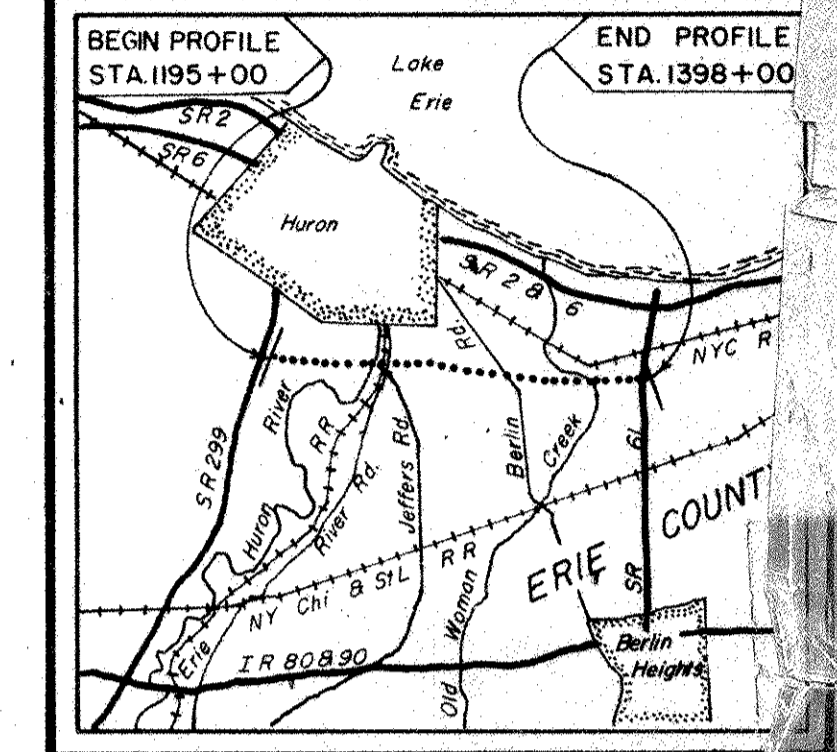 BEGIN PROFILE
STA. 1195+00
END PROFILE
STA. 1398+00
Lake
Erie
SR 2
SR 6
Huron
SR 2 & 6
NYC R
Rd.
Berlin
Creek
River
RR
SR 299
Jeffers Rd.
River Rd.
Huron
61
SR
ERIE COUNT
NY Chi & StL RR
Old Woman
Erie
IR 80&90
Berlin
Heights